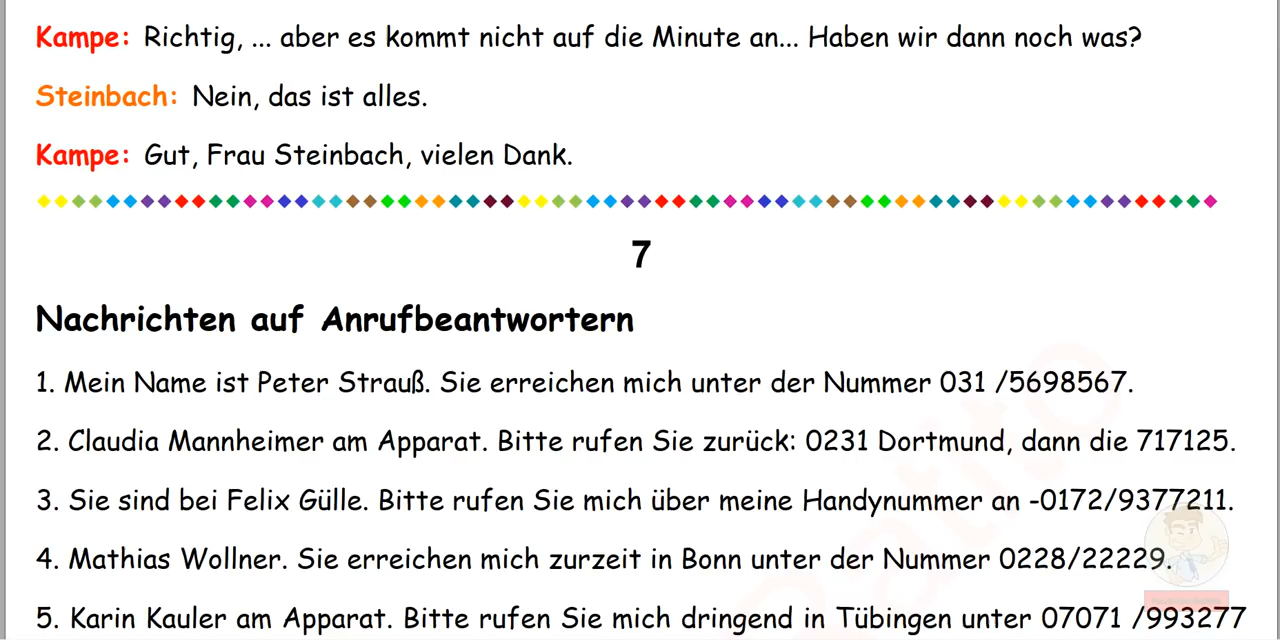 Kampe: Richtig, ... aber es kommt nicht auf die Minute an... Haben wir dann noch was?
Steinbach: Nein, das ist alles.
Kampe: Gut, Frau Steinbach, vielen Dank.
7
Nachrichten auf Anrufbeantwortern
1. Mein Name ist Peter Strauß. Sie erreichen mich unter der Nummer 031 /5698567.
2. Claudia Mannheimer am Apparat. Bitte rufen Sie zurück: 0231 Dortmund, dann die 717125.
3. Sie sind bei Felix Gülle. Bitte rufen Sie mich über meine Handynummer an -0172/9377211.
4. Mathias Wollner. Sie erreichen mich zurzeit in Bonn unter der Nummer 0228/22229.
5. Karin Kauler am Apparat. Bitte rufen Sie mich dringend in Tübingen unter 07071 /993277